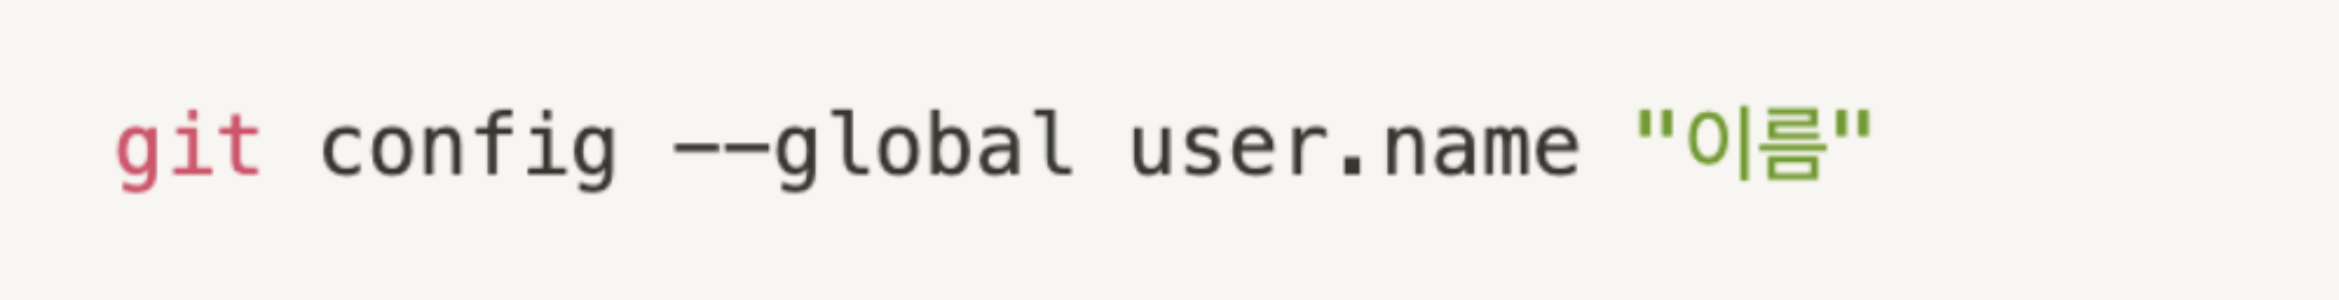 git config --global user.name "이름"